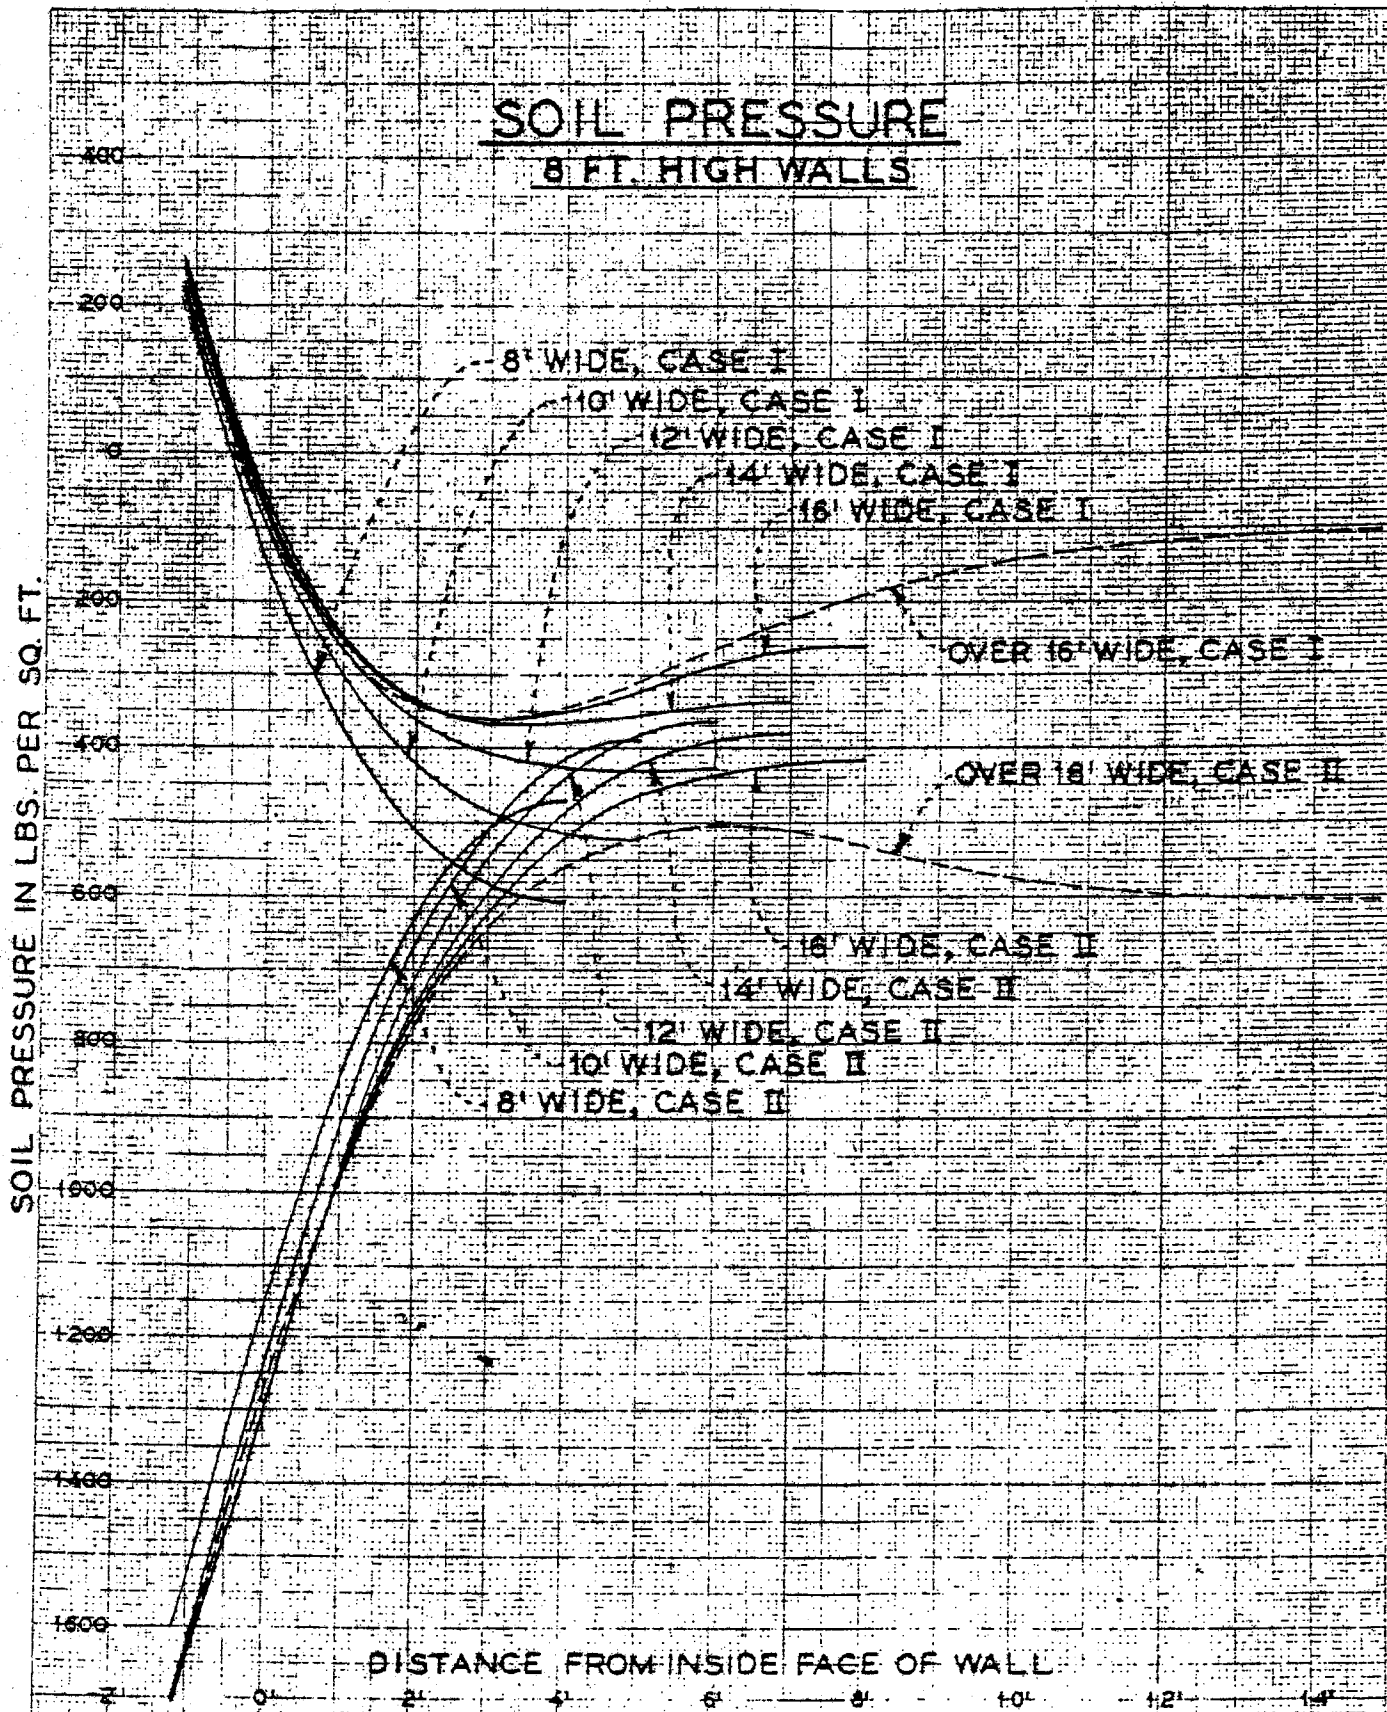 SOIL PRESSURE
8 FT. HIGH WALLS
400
200
0
200
400
600
800
1000
1200
1400
1600
SOIL PRESSURE IN LBS. PER SQ. FT.
8' WIDE, CASE I
10' WIDE, CASE I
12' WIDE, CASE I
14' WIDE, CASE I
16' WIDE, CASE I
OVER 16' WIDE, CASE I
OVER 16' WIDE, CASE II
16' WIDE, CASE II
14' WIDE, CASE II
12' WIDE, CASE II
10' WIDE, CASE II
8' WIDE, CASE II
DISTANCE FROM INSIDE FACE OF WALL
-2' 0' 2' 4' 6' 8' 10' 12' 14'